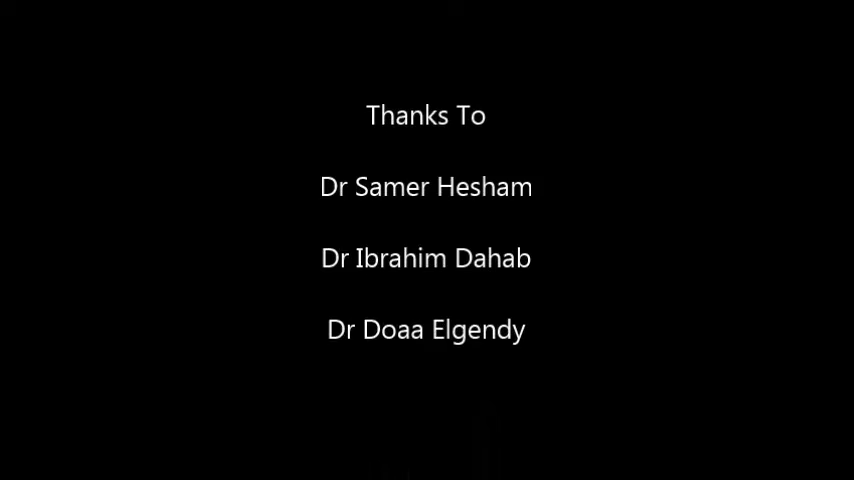 Thanks To
Dr Samer Hesham
Dr Ibrahim Dahab
Dr Doaa Elgendy